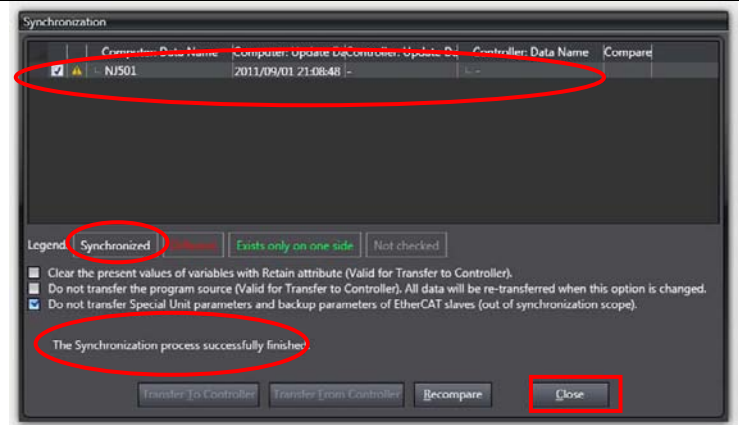 Synchronization
Computer: Data Name Computer: Update Da Controller: Update Da Controller: Data Name Compare
NJ501 2011/09/01 21:08:48 - -
Legend: Synchronized Exists only on one side Not checked
Clear the present values of variables with Retain attribute (Valid for Transfer to Controller).
Do not transfer the program source (Valid for Transfer to Controller). All data will be re-transferred when this option is changed.
Do not transfer Special Unit parameters and backup parameters of EtherCAT slaves (out of synchronization scope).
The Synchronization process successfully finished.
Transfer To Controller Transfer From Controller Recompare Close